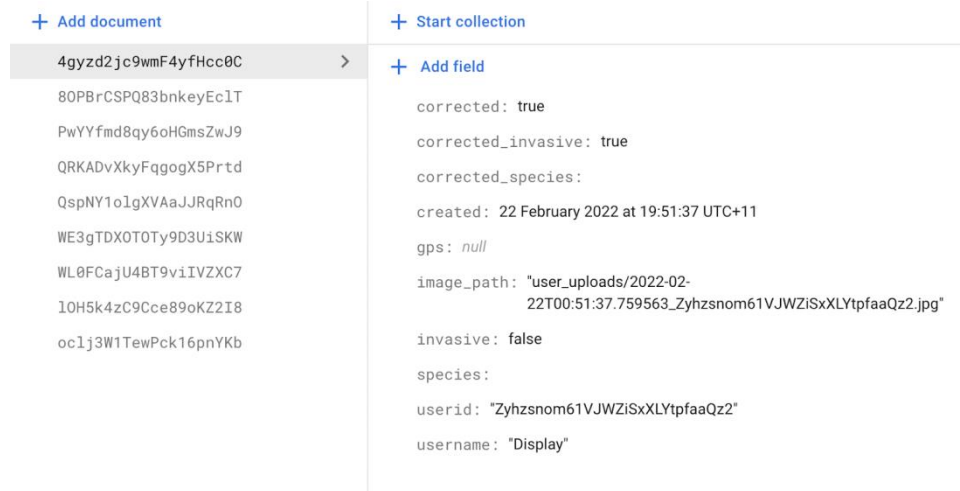 + Add document
4gyzd2jc9wmF4yfHcc0C
8OPBrCSPQ83bnkeyEclT
PwYYfmd8qy6oHGmsZwJ9
QRKADvXkyFqgogX5Prtd
QspNY1olgXVAaJJRqRnO
WE3gTDXOTOTy9D3UiSKW
WL0FCajU4BT9viIVZXC7
lOH5k4zC9Cce89oKZ2I8
oclj3W1TewPck16pnYKb
+ Start collection
+ Add field
corrected: true
corrected_invasive: true
corrected_species:
created: 22 February 2022 at 19:51:37 UTC+11
gps: null
image_path: "user_uploads/2022-02-
22T00:51:37.759563_Zyhzsnom61VJWZiSxXLYtpfaaQz2.jpg"
invasive: false
species:
userid: "Zyhzsnom61VJWZiSxXLYtpfaaQz2"
username: "Display"